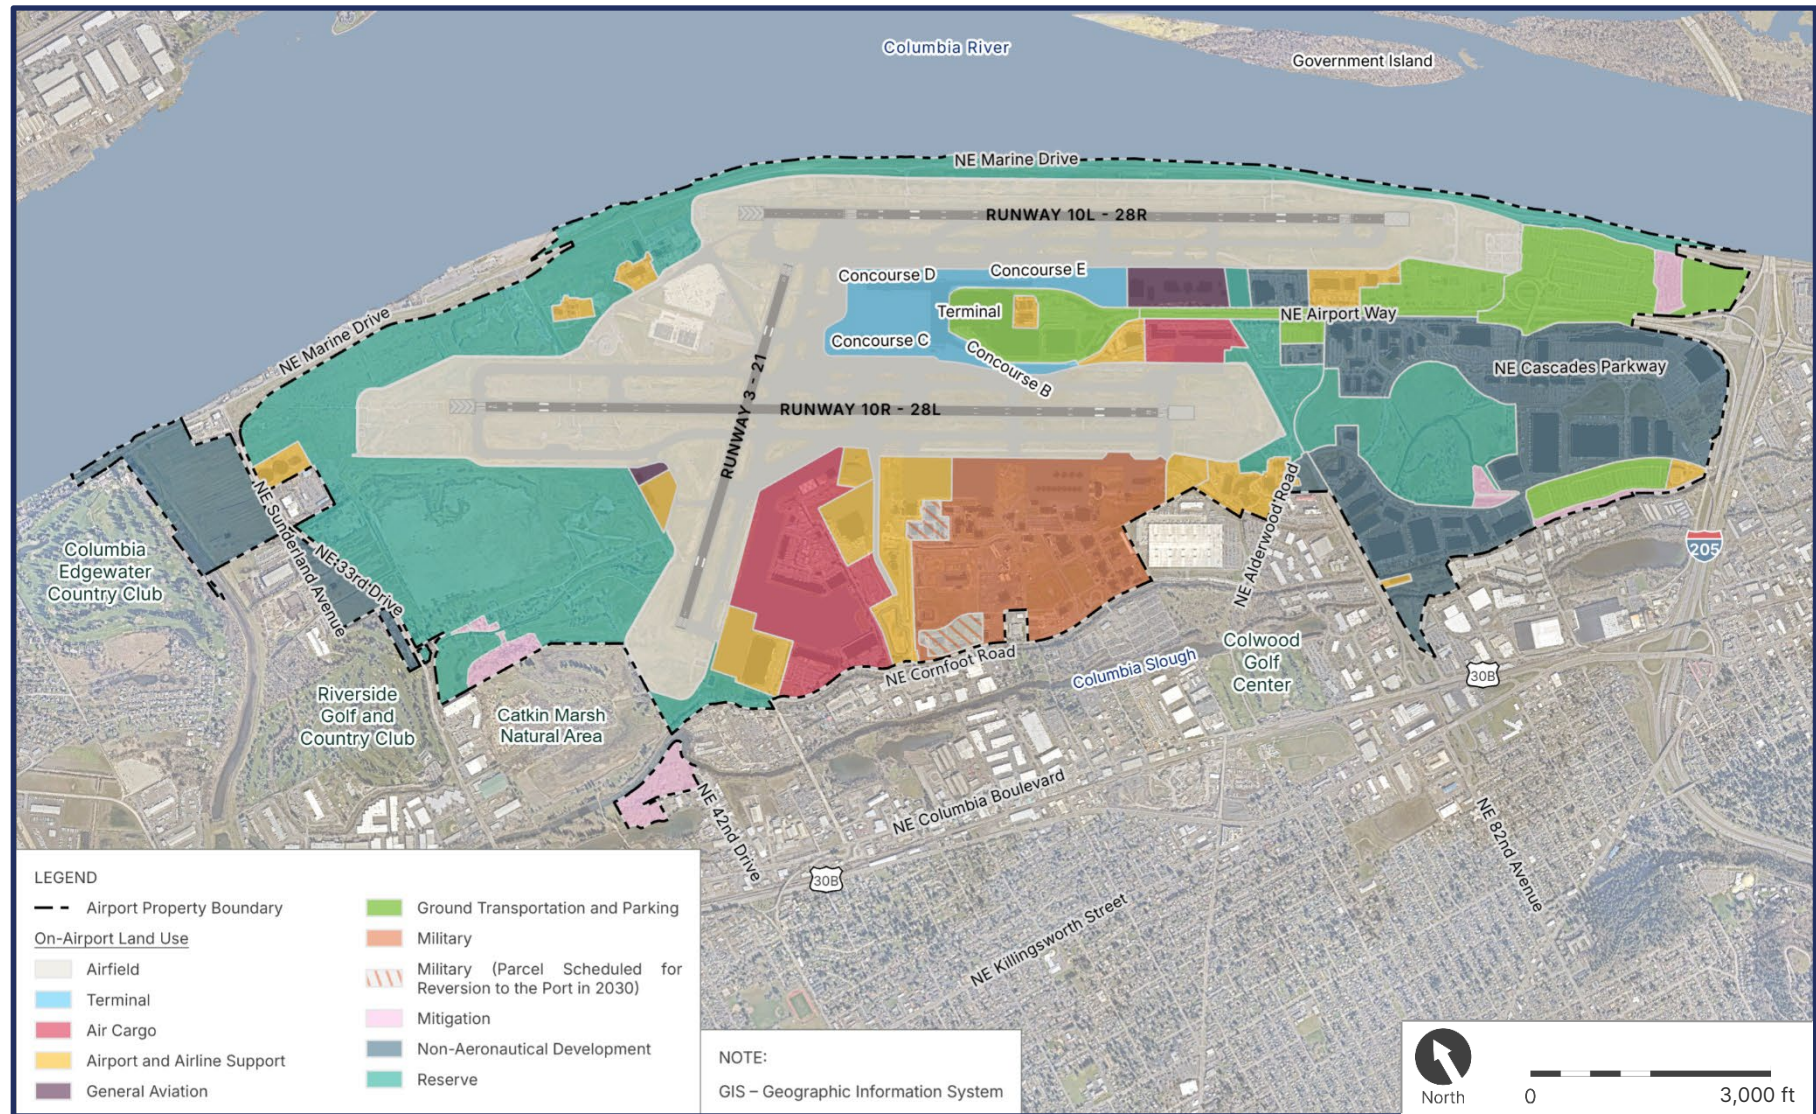 Columbia River
Government Island
NE Marine Drive
RUNWAY 10L - 28R
Concourse D
Concourse E
Terminal
NE Airport Way
Concourse C
Concourse B
NE Marine Drive
NE Cascades Parkway
RUNWAY 3 - 21
RUNWAY 10R - 28L
NE Sunderland Avenue
NE 33rd Drive
NE Alderwood Road
205
Columbia
Edgewater
Country Club
Riverside
Golf and
Country Club
Catkin Marsh
Natural Area
NE Cornfoot Road
Columbia Slough
Colwood
Golf
Center
30B
NE 42nd Drive
NE Columbia Boulevard
NE 82nd Avenue
30B
NE Killingsworth Street
LEGEND
Airport Property Boundary
On-Airport Land Use
Airfield
Terminal
Air Cargo
Airport and Airline Support
General Aviation
Ground Transportation and Parking
Military
Military (Parcel Scheduled for
Reversion to the Port in 2030)
Mitigation
Non-Aeronautical Development
Reserve
NOTE:
GIS – Geographic Information System
North
0
3,000 ft